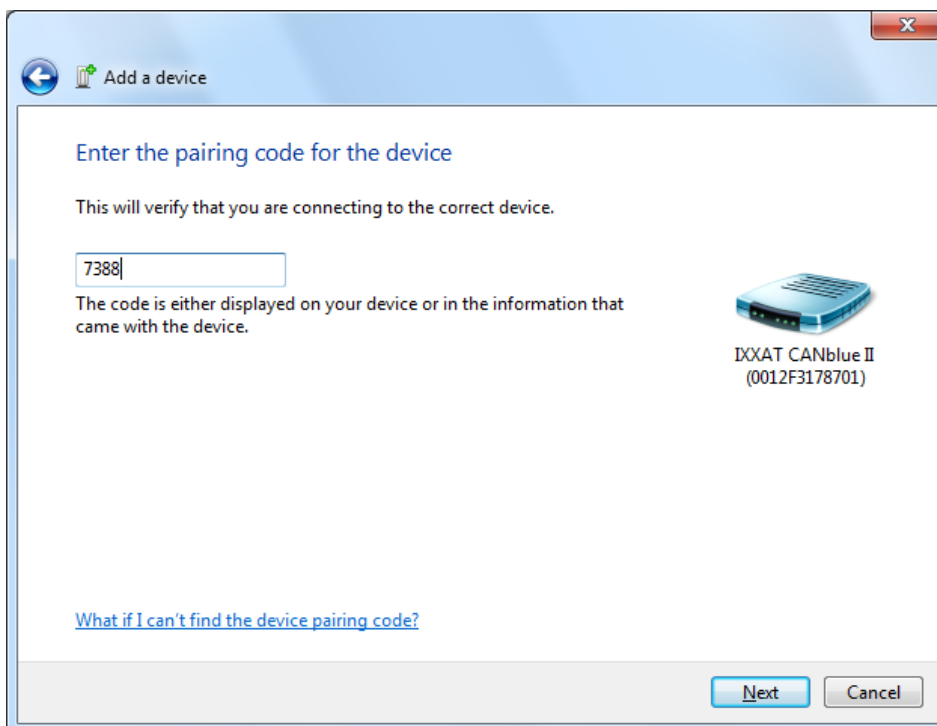 Add a device
Enter the pairing code for the device
This will verify that you are connecting to the correct device.
7388
The code is either displayed on your device or in the information that
came with the device.
IXXAT CANblue II
(0012F3178701)
What if I can't find the device pairing code?
Next
Cancel